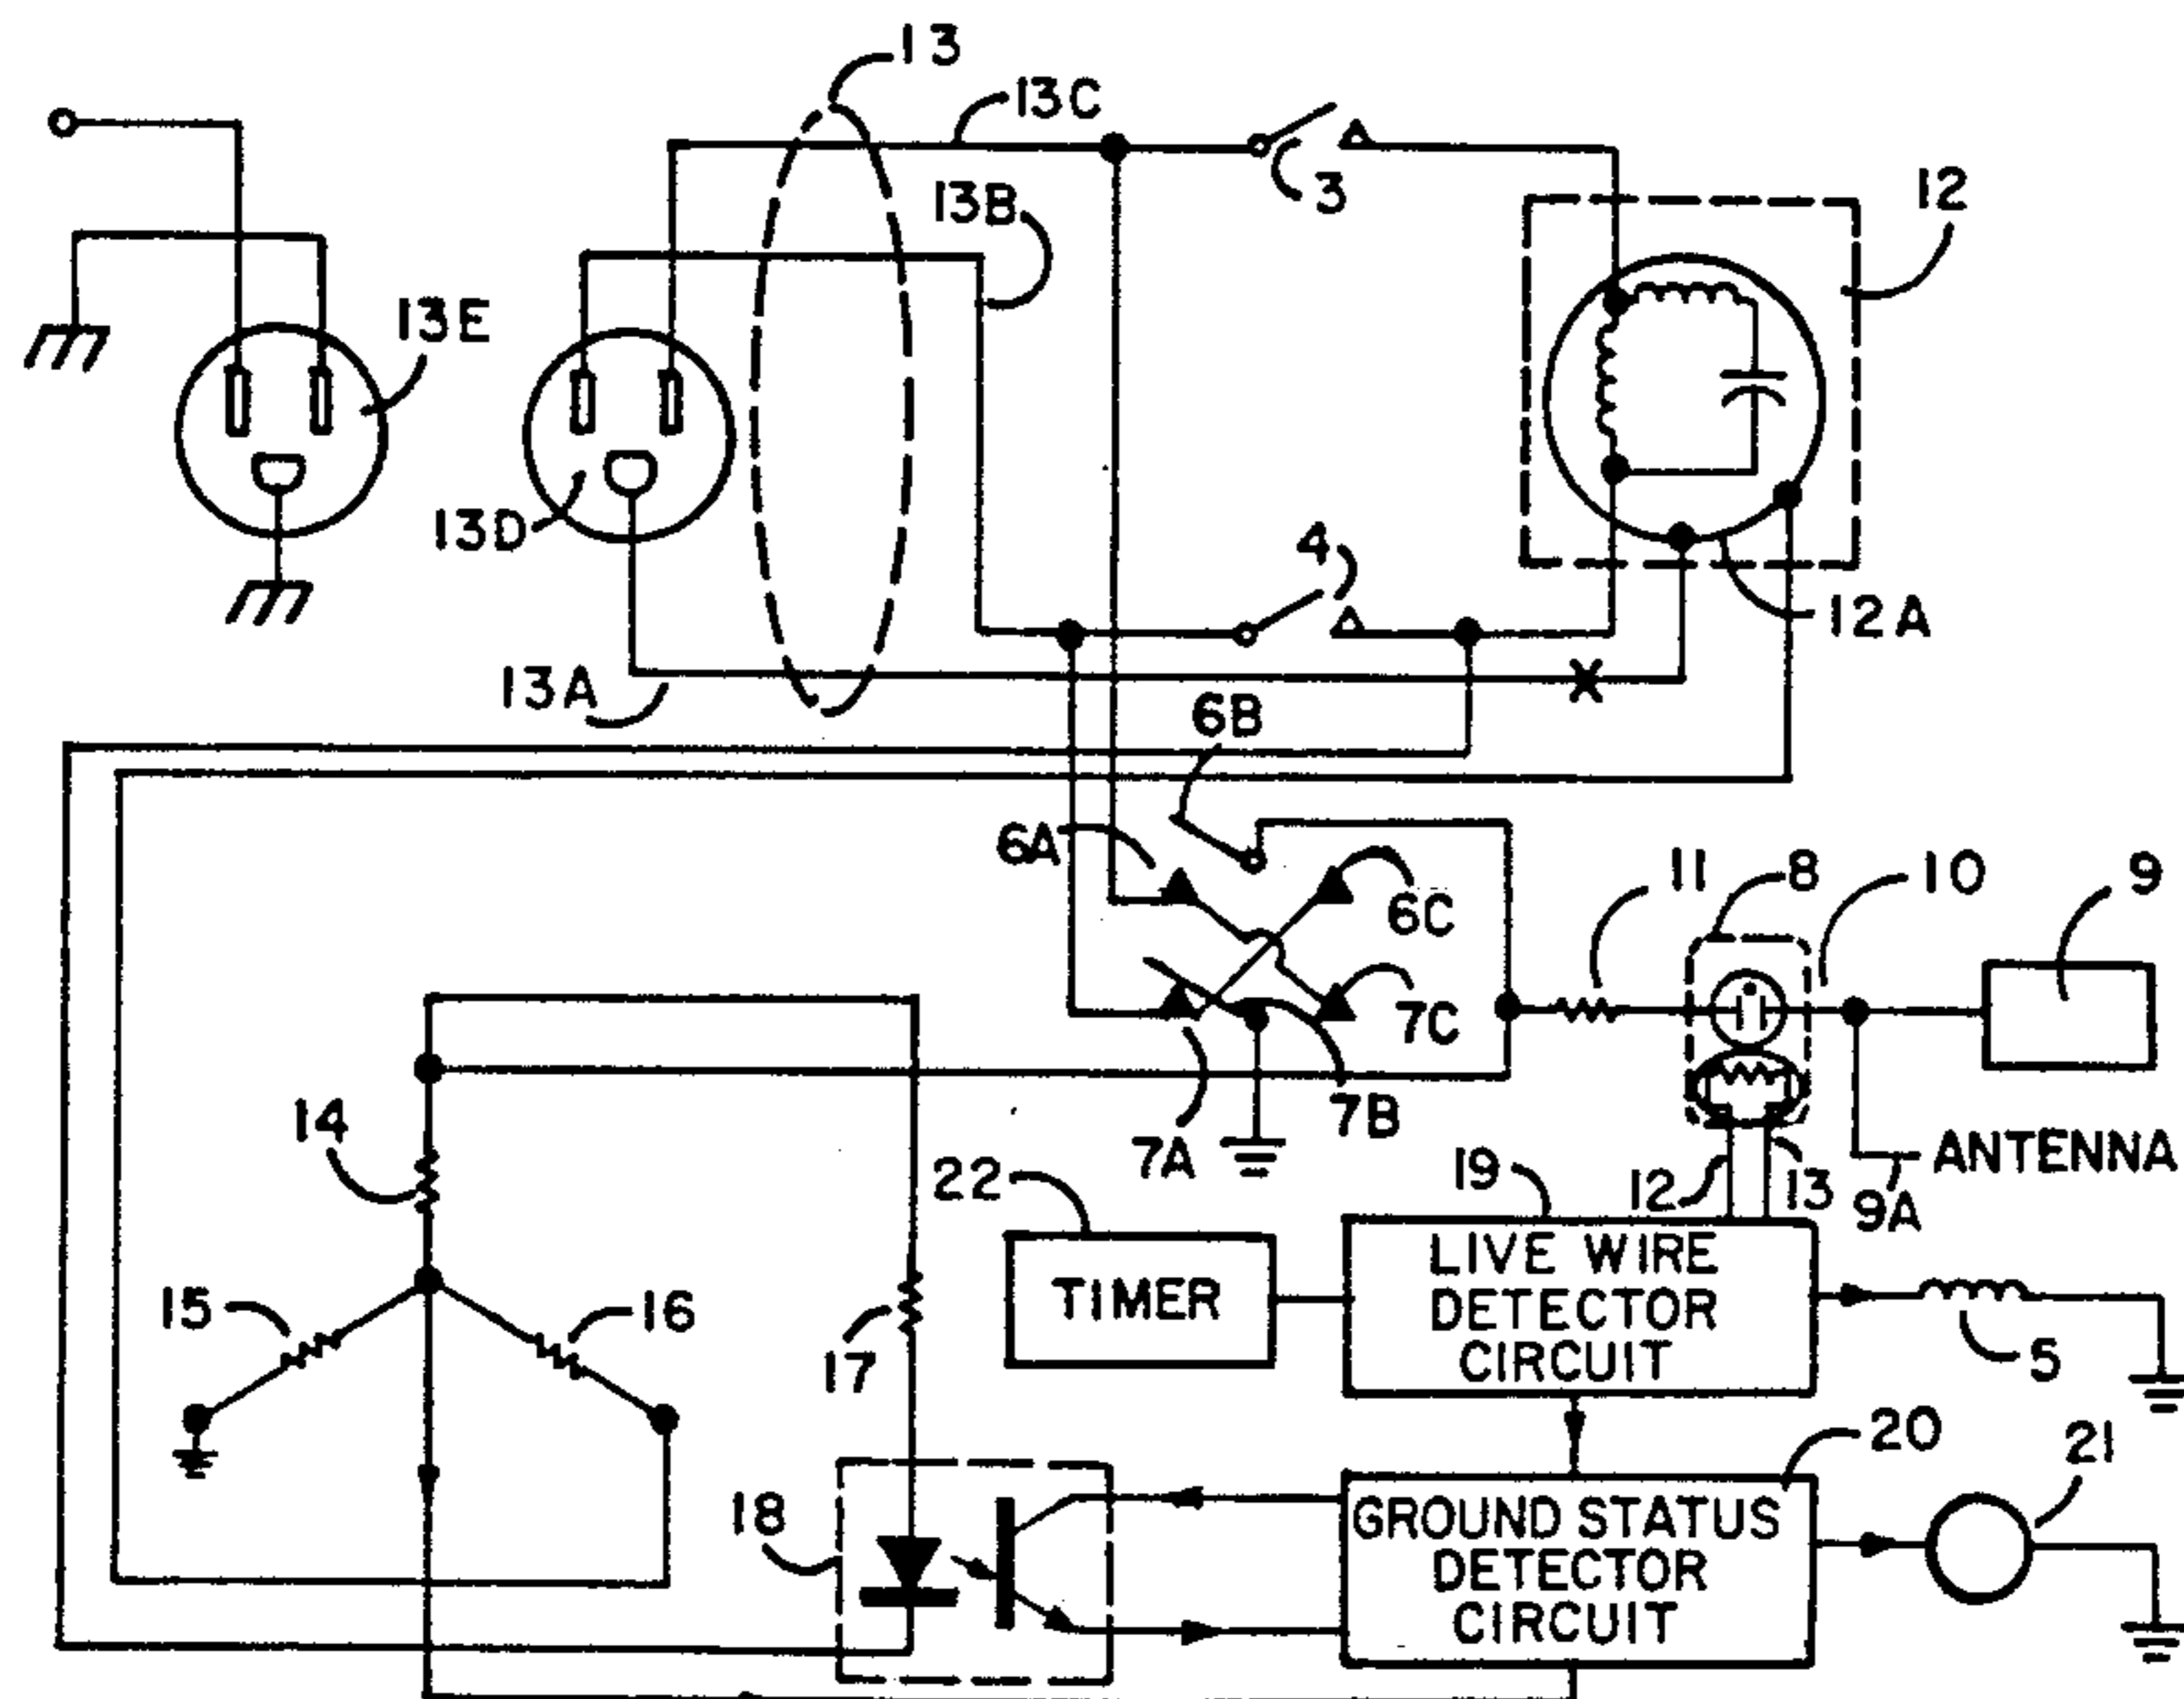 13
13C
3
13B
12
13E
13D
4
12A
13A
6B
6A
6C
11
8
10
9
7C
7B
7A
14
ANTENNA
9A
12
13
19
22
LIVE WIRE
DETECTOR
CIRCUIT
TIMER
15
16
17
5
18
20
21
GROUND STATUS
DETECTOR
CIRCUIT